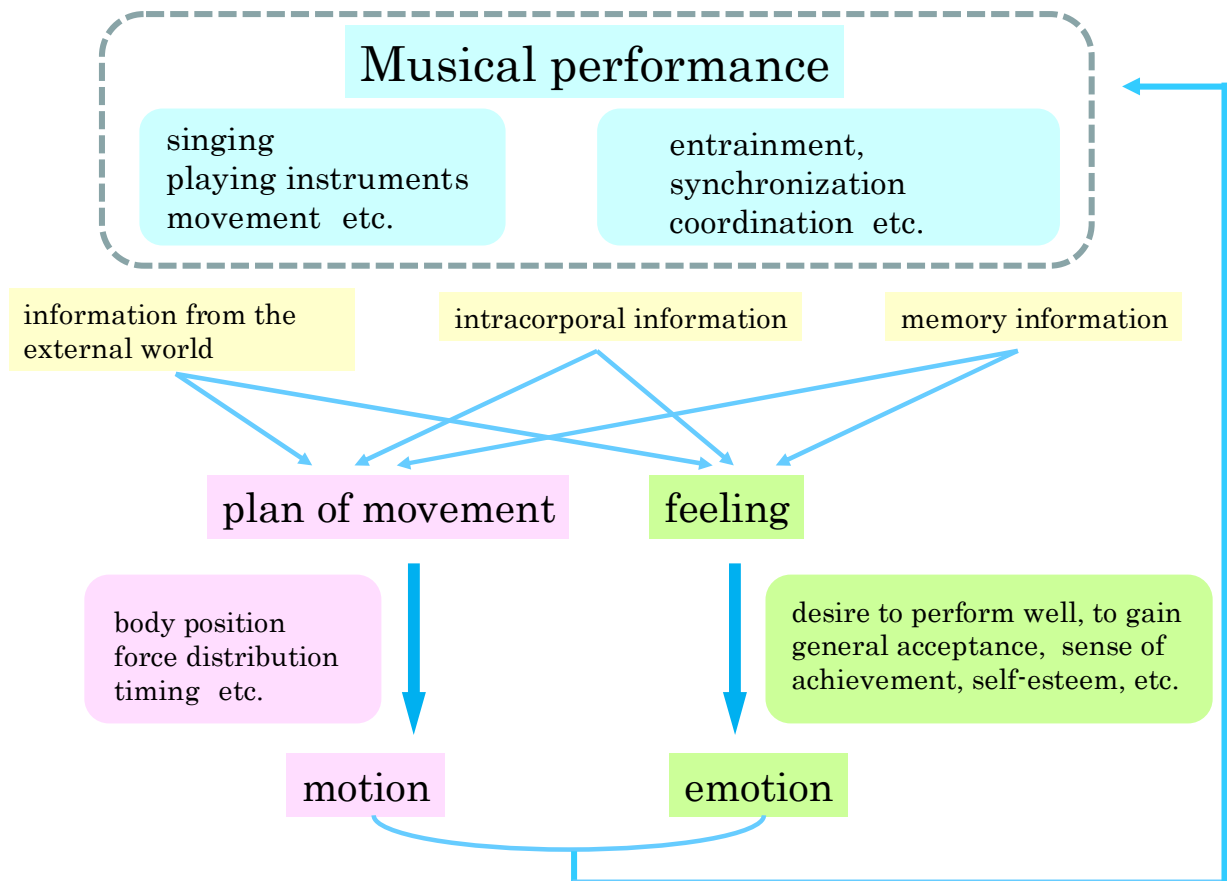 Musical performance
singing
playing instruments
movement etc.
entrainment,
synchronization
coordination etc.
information from the
external world
intracorporal information
memory information
plan of movement
feeling
body position
force distribution
timing etc.
desire to perform well, to gain
general acceptance, sense of
achievement, self-esteem, etc.
motion
emotion